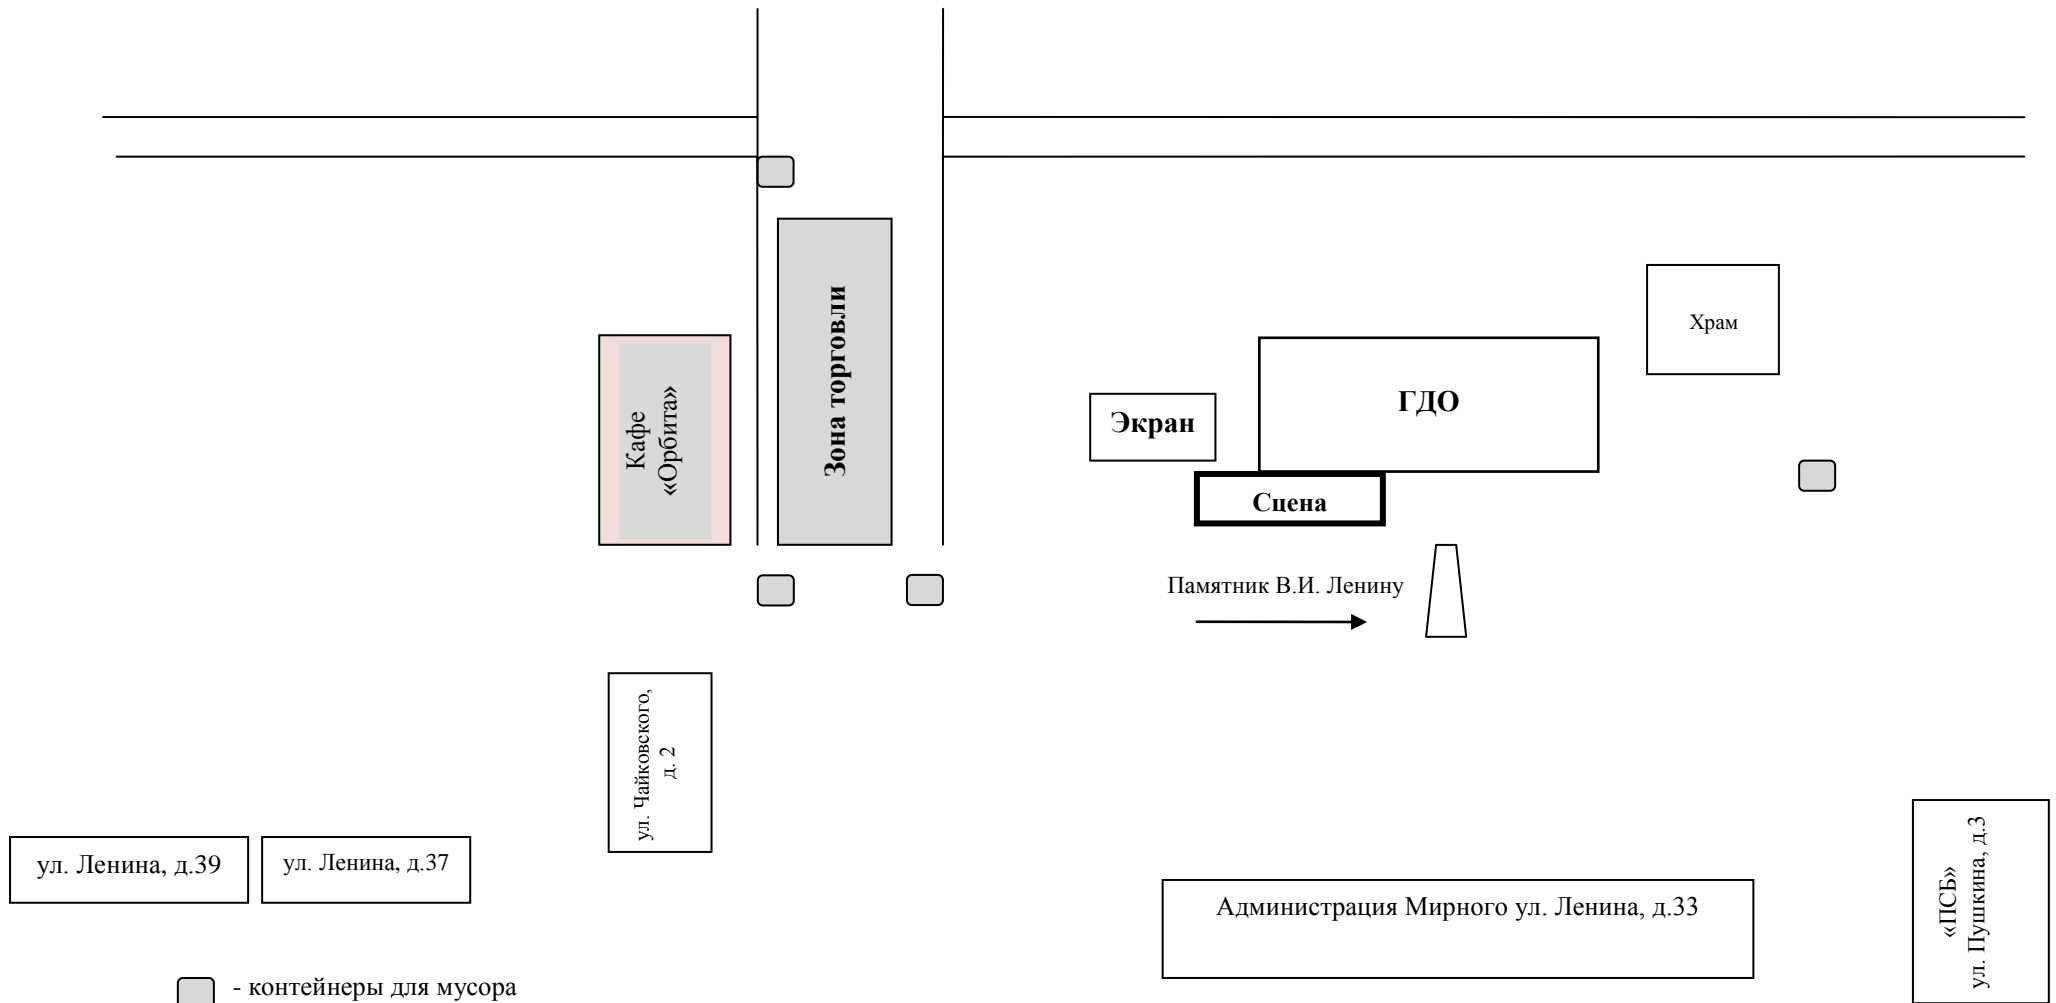 Храм
Зона торговли
Кафе
«Орбита»
ГДО
Экран
Сцена
Памятник В.И. Ленину
ул. Чайковского,
д. 2
ул. Ленина, д.39
ул. Ленина, д.37
Администрация Мирного ул. Ленина, д.33
«ПСБ»
ул. Пушкина, д.3
- контейнеры для мусора